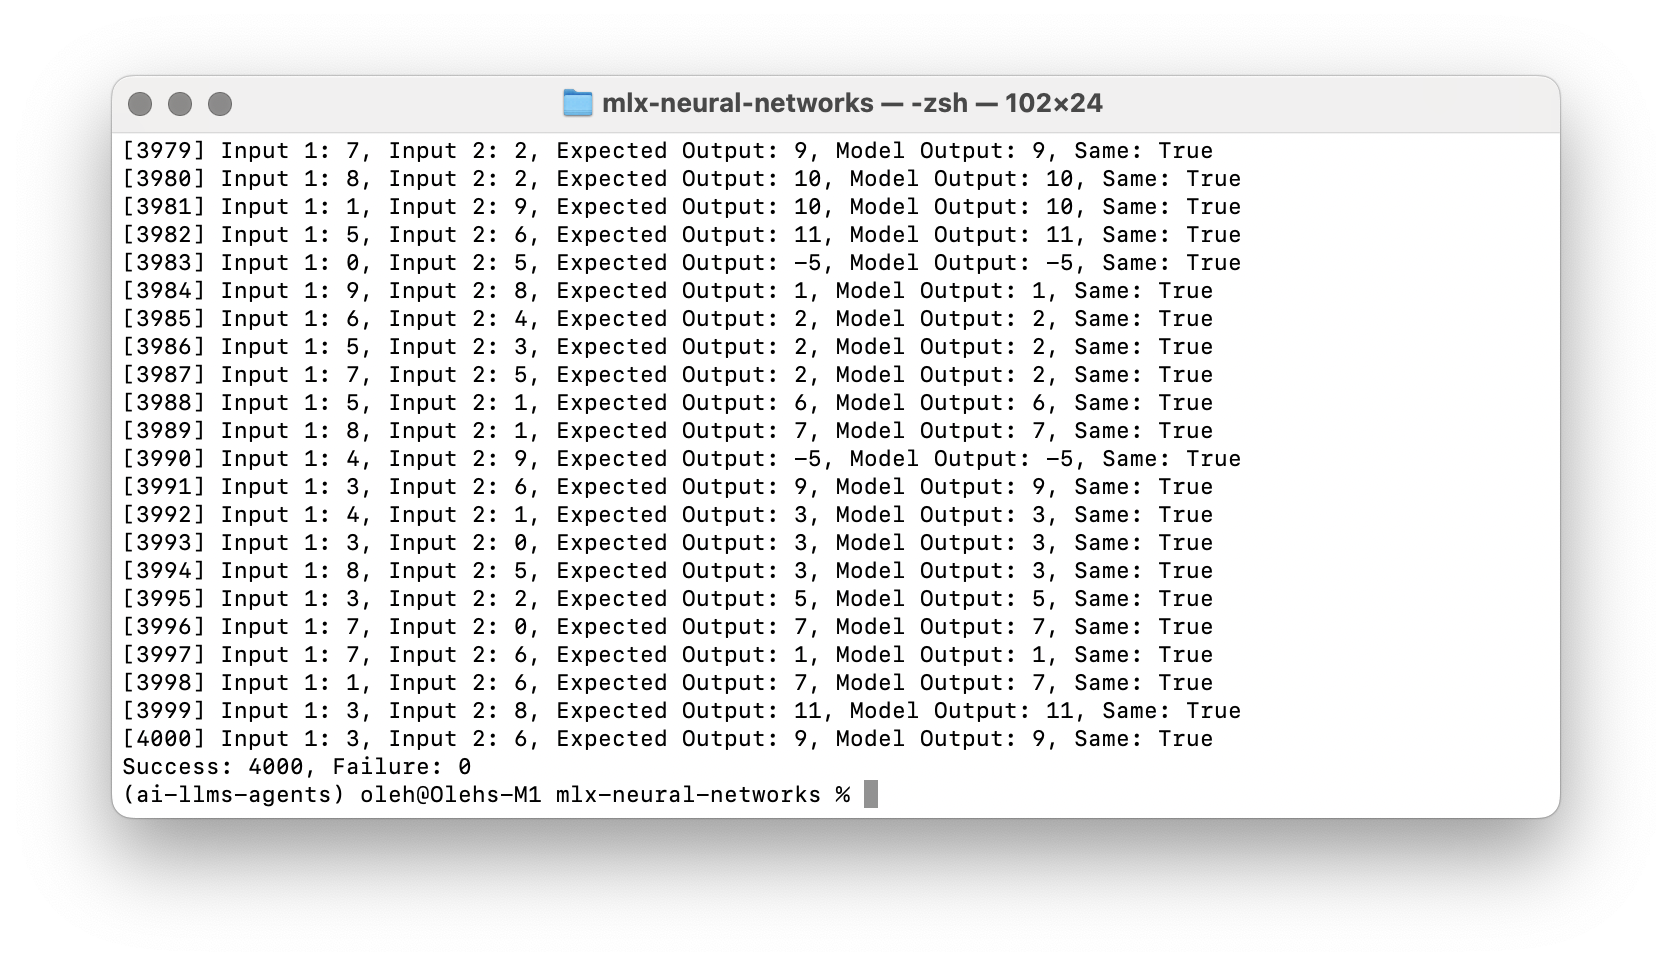 mlx-neural-networks — -zsh — 102×24
[3979] Input 1: 7, Input 2: 2, Expected Output: 9, Model Output: 9, Same: True
[3980] Input 1: 8, Input 2: 2, Expected Output: 10, Model Output: 10, Same: True
[3981] Input 1: 1, Input 2: 9, Expected Output: 10, Model Output: 10, Same: True
[3982] Input 1: 5, Input 2: 6, Expected Output: 11, Model Output: 11, Same: True
[3983] Input 1: 0, Input 2: 5, Expected Output: -5, Model Output: -5, Same: True
[3984] Input 1: 9, Input 2: 8, Expected Output: 1, Model Output: 1, Same: True
[3985] Input 1: 6, Input 2: 4, Expected Output: 2, Model Output: 2, Same: True
[3986] Input 1: 5, Input 2: 3, Expected Output: 2, Model Output: 2, Same: True
[3987] Input 1: 7, Input 2: 5, Expected Output: 2, Model Output: 2, Same: True
[3988] Input 1: 5, Input 2: 1, Expected Output: 6, Model Output: 6, Same: True
[3989] Input 1: 8, Input 2: 1, Expected Output: 7, Model Output: 7, Same: True
[3990] Input 1: 4, Input 2: 9, Expected Output: -5, Model Output: -5, Same: True
[3991] Input 1: 3, Input 2: 6, Expected Output: 9, Model Output: 9, Same: True
[3992] Input 1: 4, Input 2: 1, Expected Output: 3, Model Output: 3, Same: True
[3993] Input 1: 3, Input 2: 0, Expected Output: 3, Model Output: 3, Same: True
[3994] Input 1: 8, Input 2: 5, Expected Output: 3, Model Output: 3, Same: True
[3995] Input 1: 3, Input 2: 2, Expected Output: 5, Model Output: 5, Same: True
[3996] Input 1: 7, Input 2: 0, Expected Output: 7, Model Output: 7, Same: True
[3997] Input 1: 7, Input 2: 6, Expected Output: 1, Model Output: 1, Same: True
[3998] Input 1: 1, Input 2: 6, Expected Output: 7, Model Output: 7, Same: True
[3999] Input 1: 3, Input 2: 8, Expected Output: 11, Model Output: 11, Same: True
[4000] Input 1: 3, Input 2: 6, Expected Output: 9, Model Output: 9, Same: True
Success: 4000, Failure: 0
(ai-llms-agents) oleh@Olehs-M1 mlx-neural-networks %